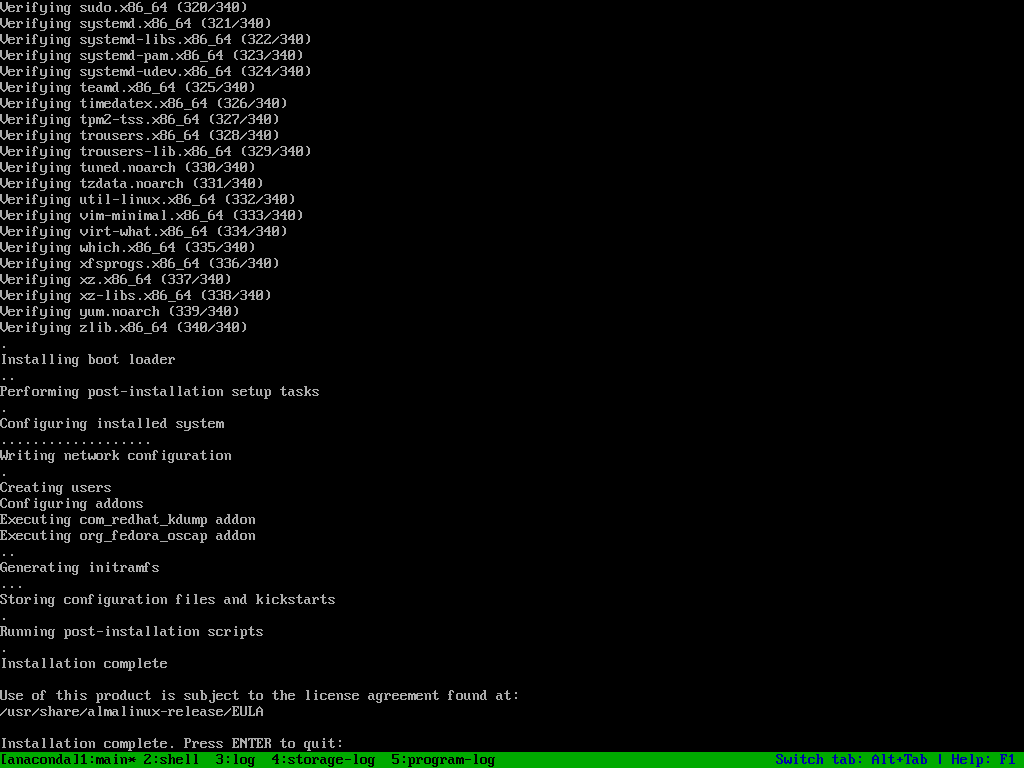 Verifying sudo.x86_64 (320/340)
Verifying systemd.x86_64 (321/340)
Verifying systemd-libs.x86_64 (322/340)
Verifying systemd-pam.x86_64 (323/340)
Verifying systemd-udev.x86_64 (324/340)
Verifying teamd.x86_64 (325/340)
Verifying timedatex.x86_64 (326/340)
Verifying tpm2-tss.x86_64 (327/340)
Verifying trousers.x86_64 (328/340)
Verifying trousers-lib.x86_64 (329/340)
Verifying tuned.noarch (330/340)
Verifying tzdata.noarch (331/340)
Verifying util-linux.x86_64 (332/340)
Verifying vim-minimal.x86_64 (333/340)
Verifying virt-what.x86_64 (334/340)
Verifying which.x86_64 (335/340)
Verifying xfsprogs.x86_64 (336/340)
Verifying xz.x86_64 (337/340)
Verifying xz-libs.x86_64 (338/340)
Verifying yum.noarch (339/340)
Verifying zlib.x86_64 (340/340)
.
Installing boot loader
..
Performing post-installation setup tasks
.
Configuring installed system
...................
Writing network configuration
.
Creating users
Configuring addons
Executing com_redhat_kdump addon
Executing org_fedora_oscap addon
..
Generating initramfs
...
Storing configuration files and kickstarts
.
Running post-installation scripts
.
Installation complete

Use of this product is subject to the license agreement found at:
/usr/share/almalinux-release/EULA

Installation complete. Press ENTER to quit:
[anaconda]1:main* 2:shell  3:log  4:storage-log  5:program-log Switch tab: Alt+Tab | Help: F1